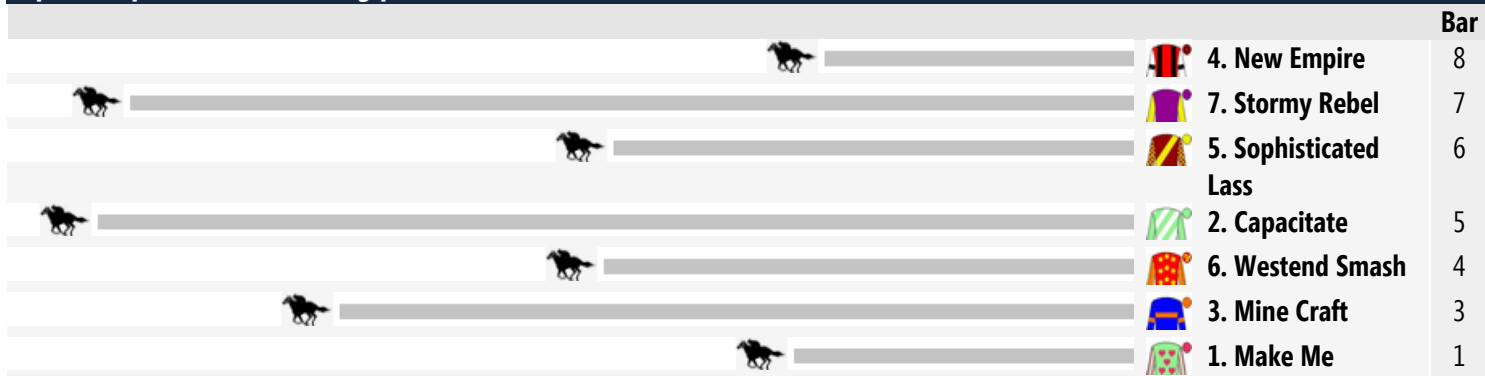 Bar
4. New Empire 8
7. Stormy Rebel 7
5. Sophisticated 6
Lass
2. Capacitate 5
6. Westend Smash 4
3. Mine Craft 3
1. Make Me 1